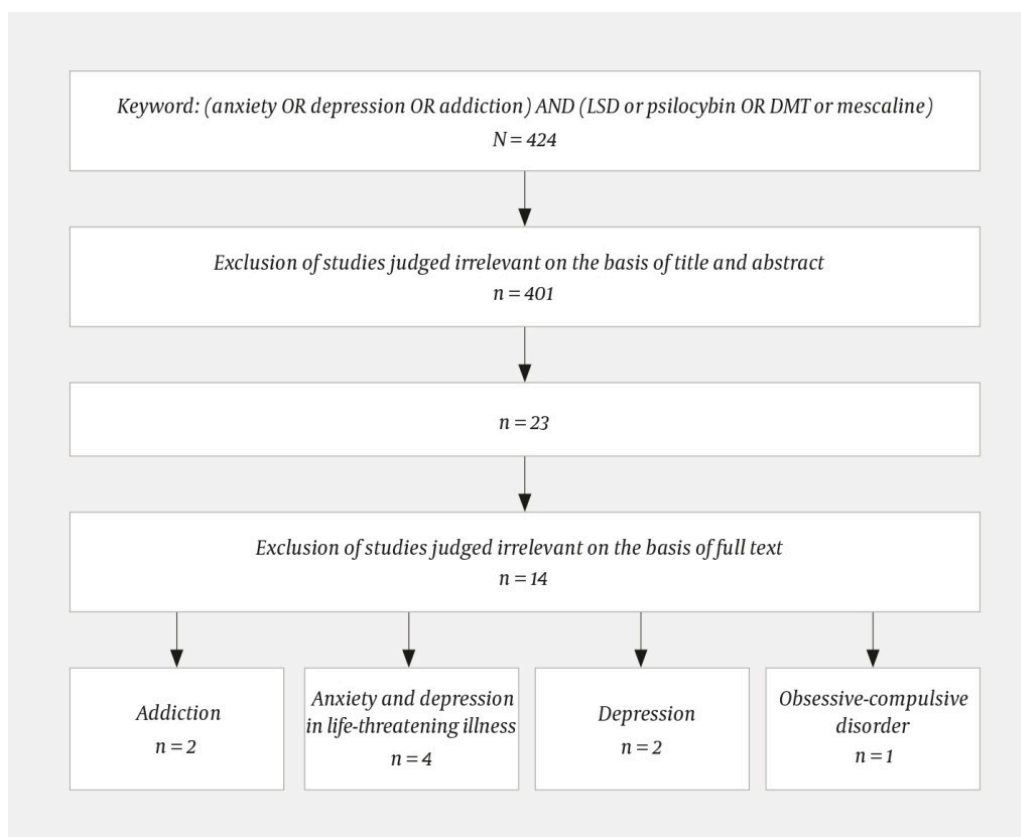 Keyword: (anxiety OR depression OR addiction) AND (LSD or psilocybin OR DMT or mescaline)
N = 424
Exclusion of studies judged irrelevant on the basis of title and abstract
n = 401
n = 23
Exclusion of studies judged irrelevant on the basis of full text
n = 14
Addiction
n = 2
Anxiety and depression
in life-threatening illness
n = 4
Depression
n = 2
Obsessive-compulsive
disorder
n = 1